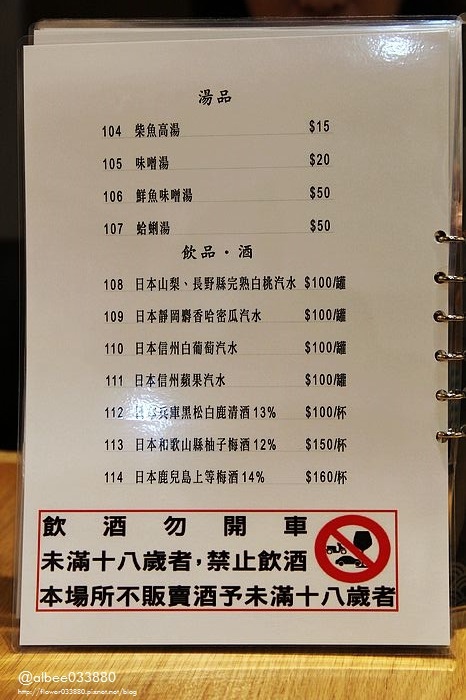 湯品
104 柴魚高湯 $15
105 味噌湯 $20
106 鮮魚味噌湯 $50
107 蛤蜊湯 $50
飲品・酒
108 日本山梨、長野縣完熟白桃汽水 $100/罐
109 日本靜岡麝香哈密瓜汽水 $100/罐
110 日本信州白葡萄汽水 $100/罐
111 日本信州蘋果汽水 $100/罐
112 日本兵庫黑松白鹿清酒 13% $100/杯
113 日本和歌山縣柚子梅酒 12% $150/杯
114 日本鹿兒島上等梅酒 14% $160/杯
飲酒勿開車
未滿十八歲者,禁止飲酒
本場所不販賣酒予未滿十八歲者
@albee033880
http://flower033880.pixnet.net/blog